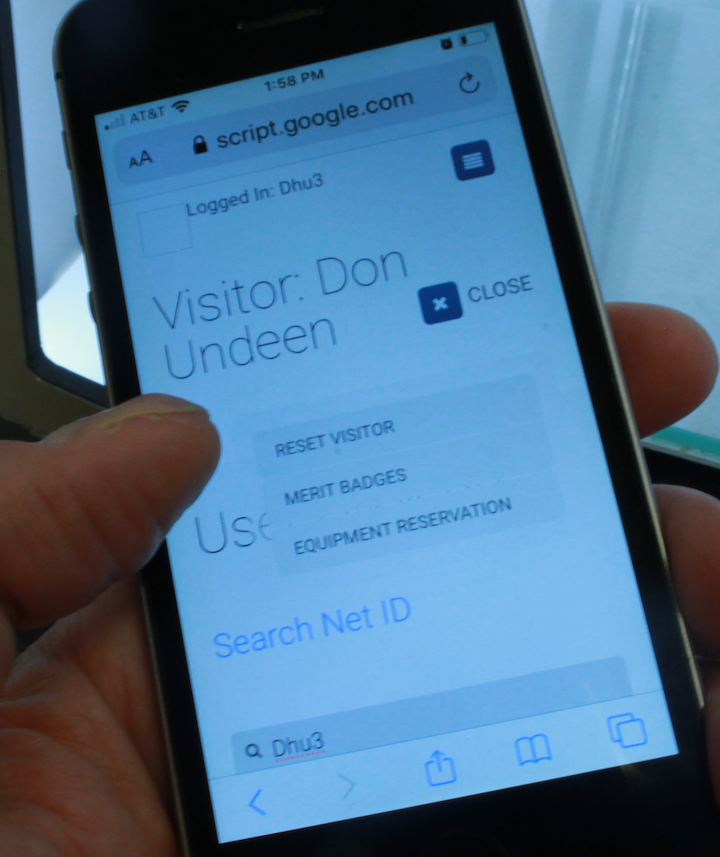 AT&T 1:58 PM
AA script.google.com
Logged In: Dhu3
Visitor: Don
Undeen
CLOSE
RESET VISITOR
MERIT BADGES
Use
EQUIPMENT RESERVATION
Search Net ID
Dhu3